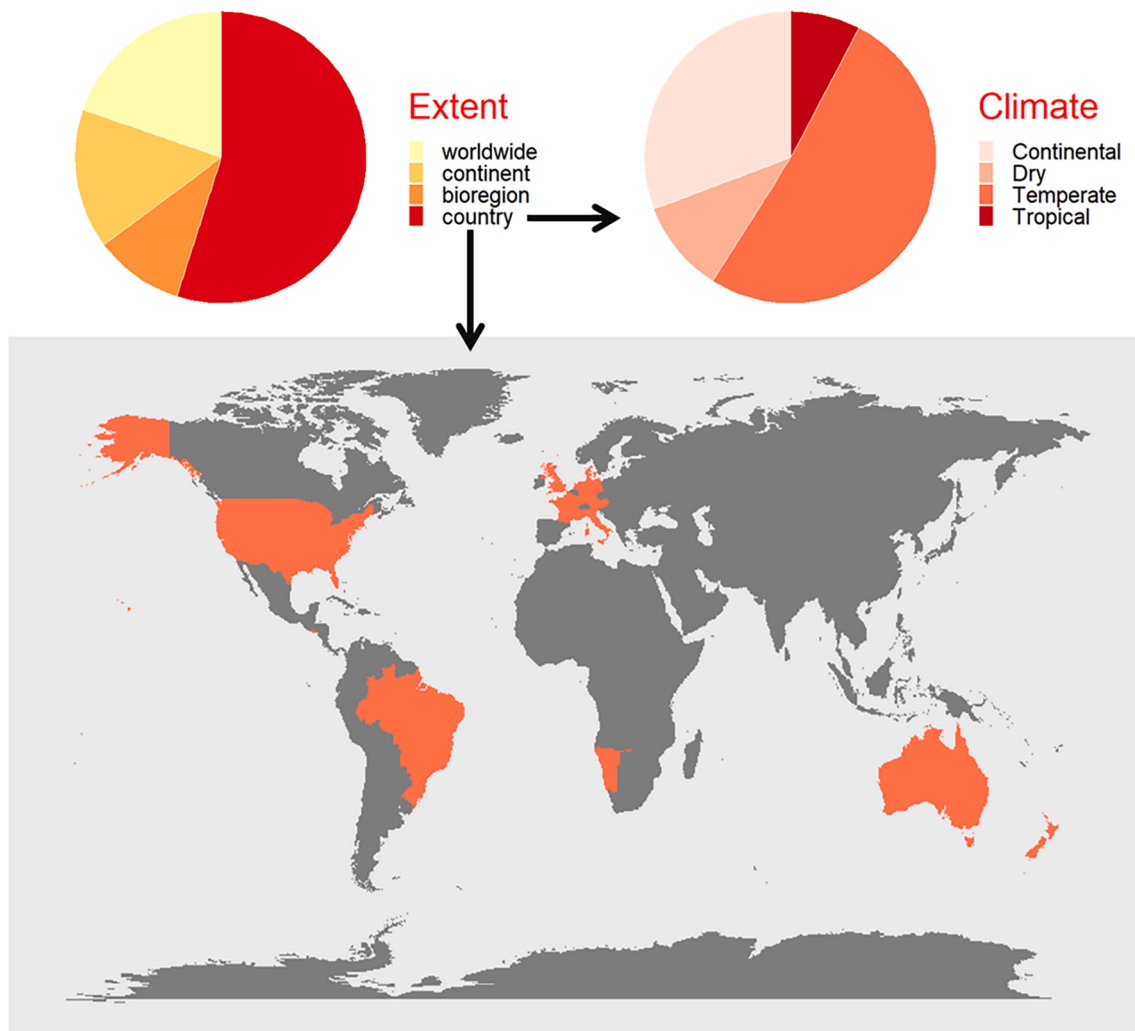 Extent
worldwide
continent
bioregion
country
Climate
Continental
Dry
Temperate
Tropical